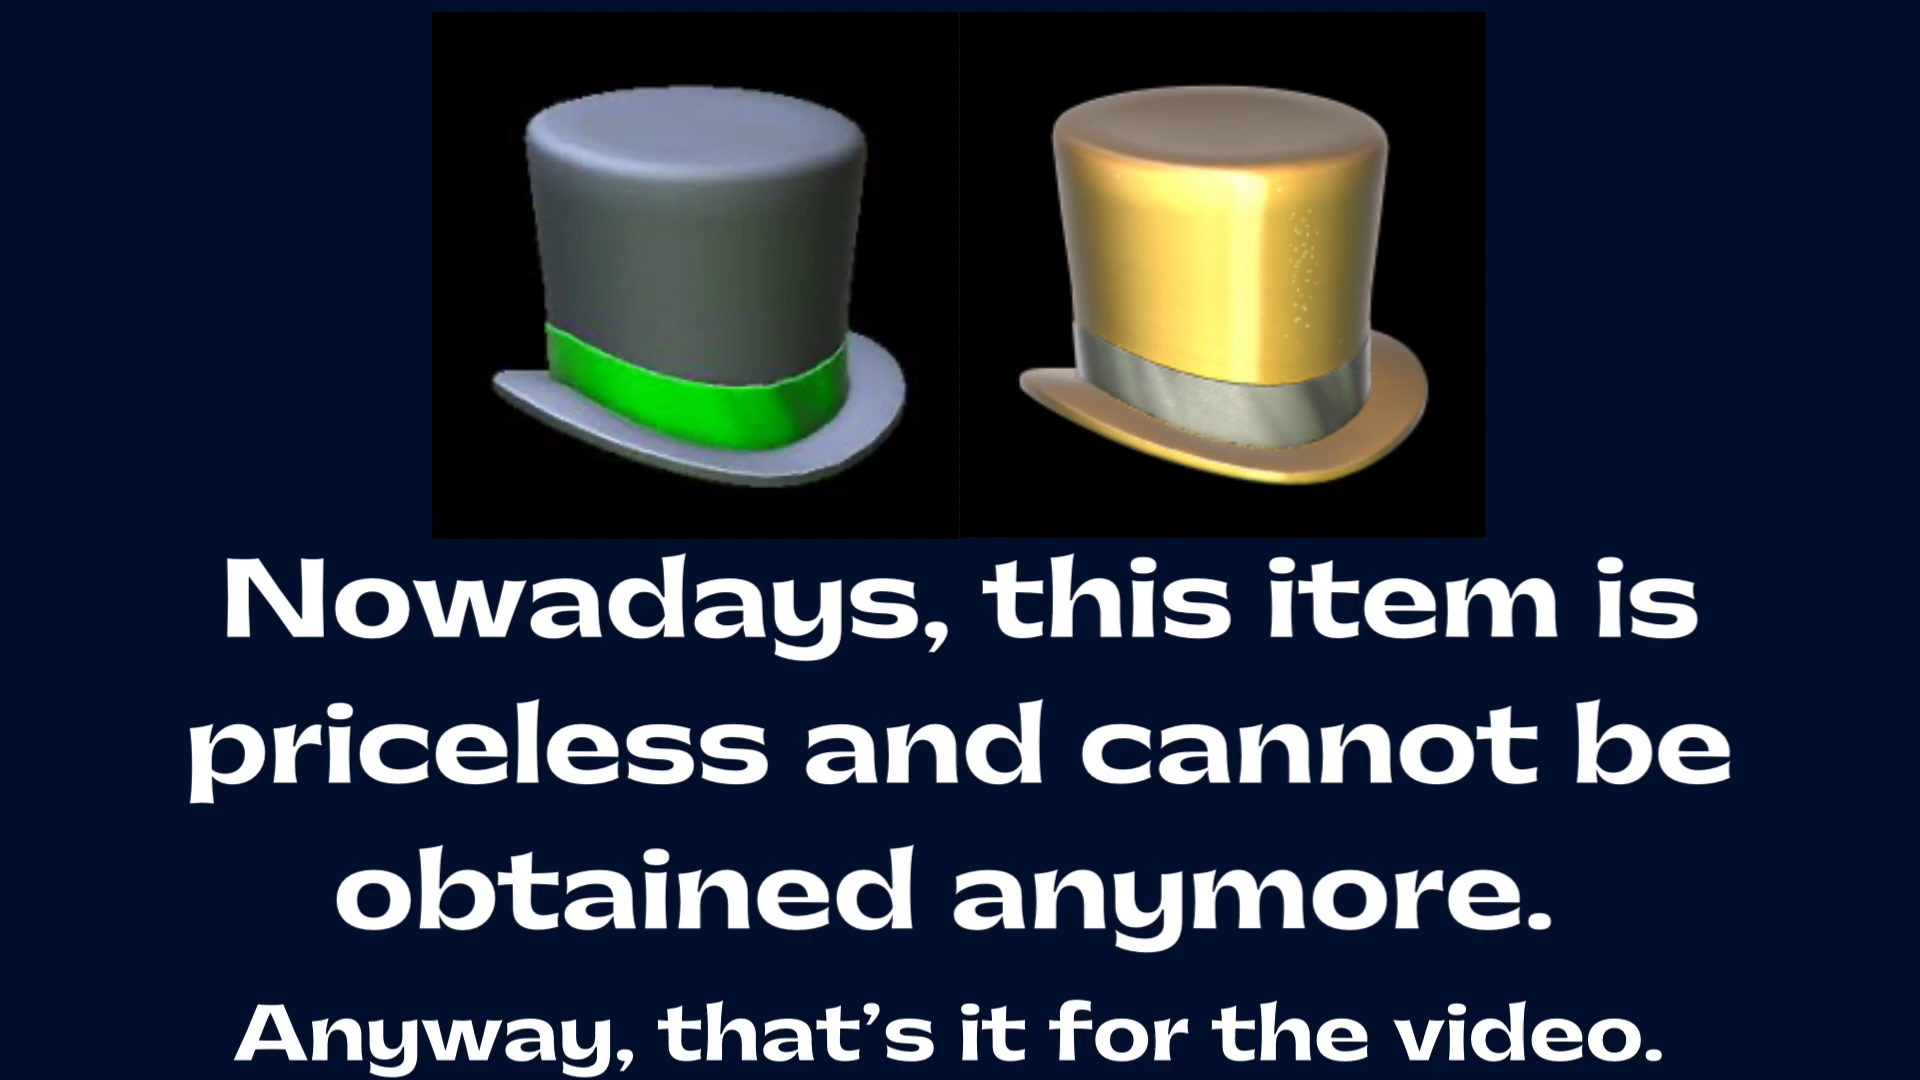 Nowadays, this item is
priceless and cannot be
obtained anymore.
Anyway, that’s it for the video.